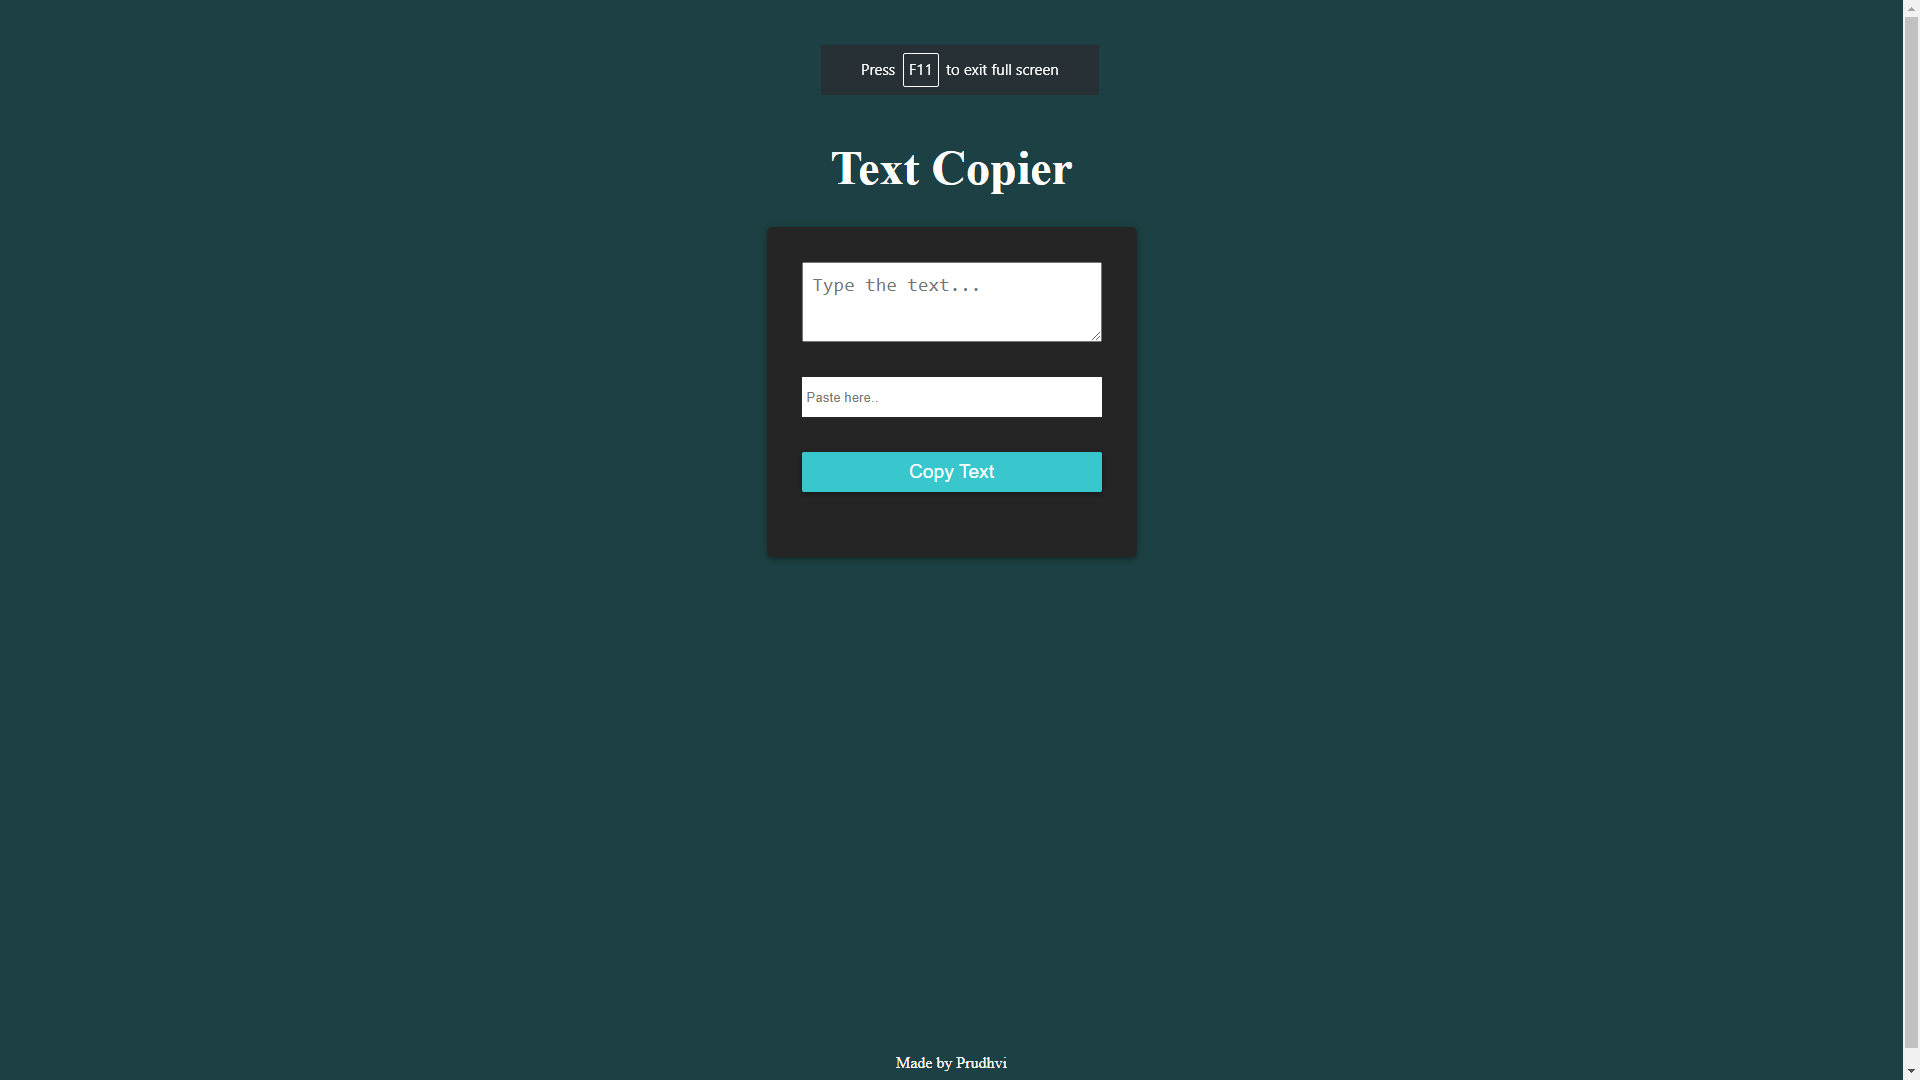 Press F11 to exit full screen
Text Copier
Type the text...
Paste here..
Copy Text
Made by Prudhvi